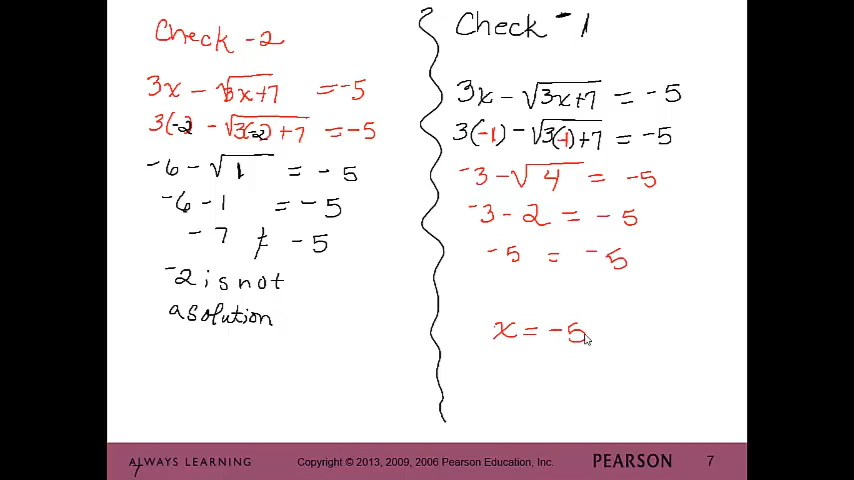 Check -2
3x - √3x+7 = -5
3(-2) - √3(-2)+7 = -5
-6 - √1 = -5
-6 - 1 = -5
-7 ≠ -5
-2 is not
a solution
Check -1
3x - √3x+7 = -5
3(-1) - √3(-1)+7 = -5
-3 - √4 = -5
-3 - 2 = -5
-5 = -5
x = -5
ALWAYS LEARNING
Copyright © 2013, 2009, 2006 Pearson Education, Inc.
PEARSON
7